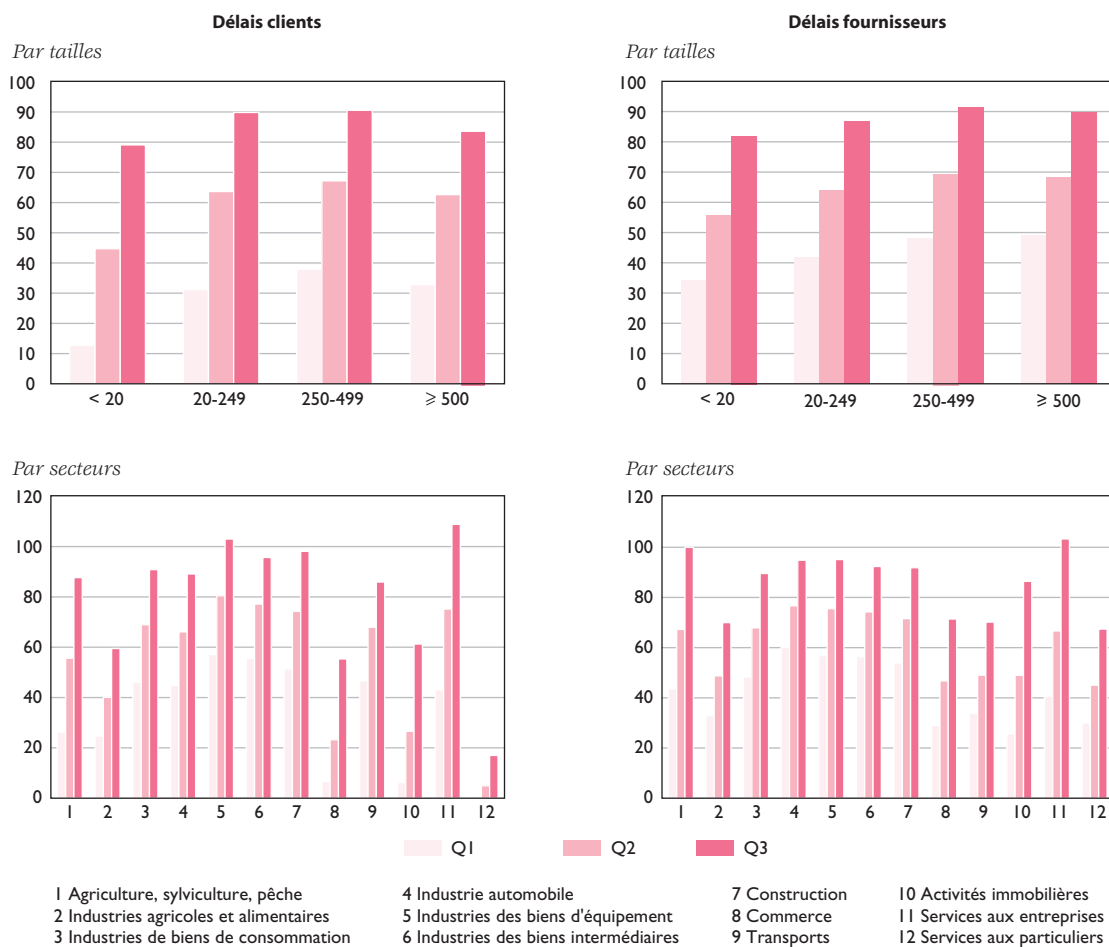 Délais clients
Par tailles
100
90
80
70
60
50
40
30
20
10
0
< 20 20-249 250-499 ⩾ 500
Délais fournisseurs
Par tailles
100
90
80
70
60
50
40
30
20
10
0
< 20 20-249 250-499 ⩾ 500
Par secteurs
120
100
80
60
40
20
0
1 2 3 4 5 6 7 8 9 10 11 12
Par secteurs
120
100
80
60
40
20
0
1 2 3 4 5 6 7 8 9 10 11 12
Q1 Q2 Q3
1 Agriculture, sylviculture, pêche
2 Industries agricoles et alimentaires
3 Industries de biens de consommation
4 Industrie automobile
5 Industries des biens d'équipement
6 Industries des biens intermédiaires
7 Construction
8 Commerce
9 Transports
10 Activités immobilières
11 Services aux entreprises
12 Services aux particuliers